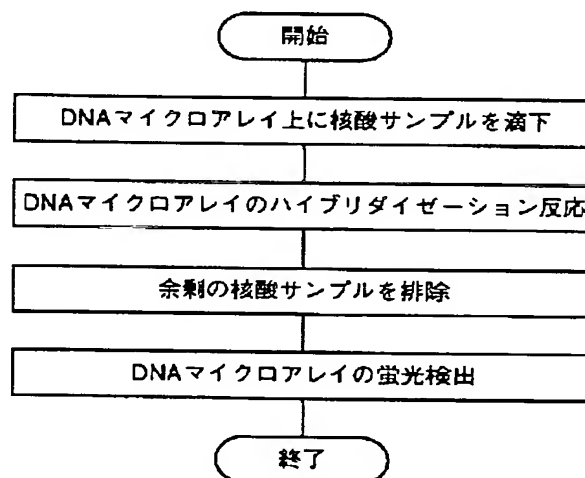 開始
DNAマイクロアレイ上に核酸サンプルを滴下
DNAマイクロアレイのハイブリダイゼーション反応
余剰の核酸サンプルを排除
DNAマイクロアレイの蛍光検出
終了